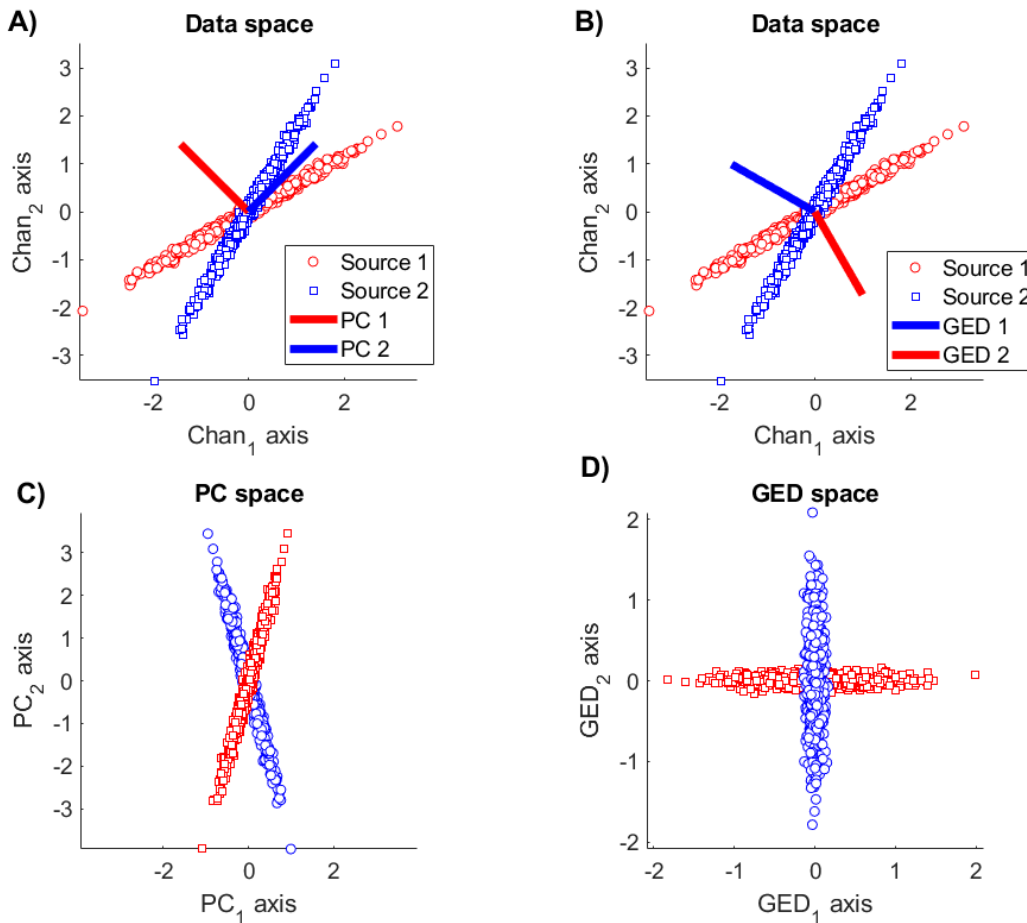 A)
Data space
3
2
1
0
-1
-2
-3
Chan2 axis
Source 1
Source 2
PC 1
PC 2
-2 0 2
Chan1 axis
B)
Data space
3
2
1
0
-1
-2
-3
Chan2 axis
Source 1
Source 2
GED 1
GED 2
-2 0 2
Chan1 axis
C)
PC space
3
2
1
0
-1
-2
-3
PC2 axis
-2 0 2
PC1 axis
D)
GED space
2
1
0
-1
-2
GED2 axis
-2 -1 0 1 2
GED1 axis